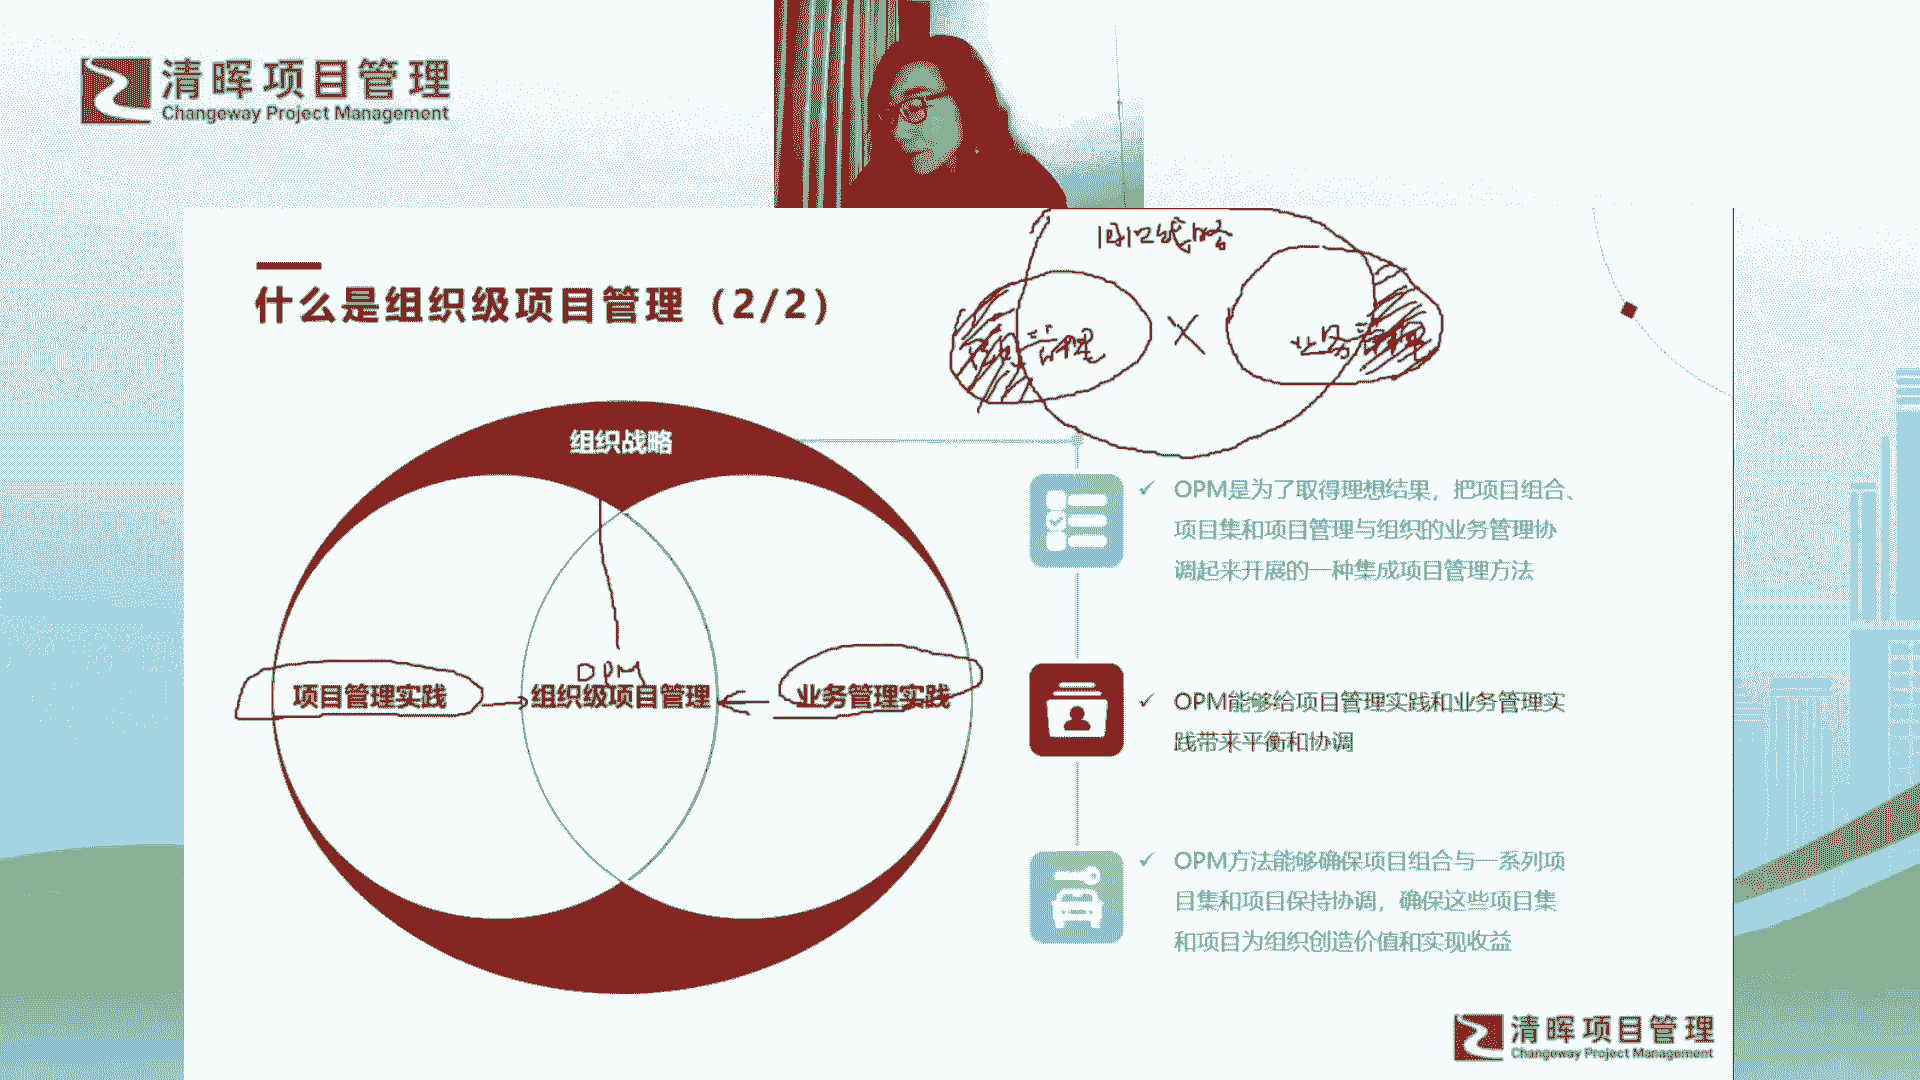 清晖项目管理
Changeway Project Management
什么是组织级项目管理（2/2）
战略
管理
业务管理
组织战略
OPM是为了取得理想结果，把项目组合、
项目集和项目管理与组织的业务管理协
调起来开展的一种集成项目管理方法
OPM
项目管理实践
组织级项目管理
业务管理实践
OPM能够给项目管理实践和业务管理实
践带来平衡和协调
OPM方法能够确保项目组合与一系列项
目集和项目保持协调，确保这些项目集
和项目为组织创造价值和实现收益
清晖项目管理
Changeway Project Management